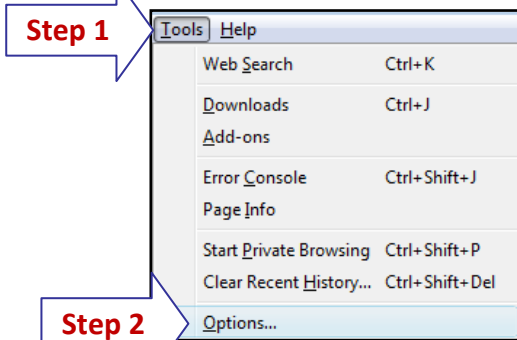 Step 1
Tools Help
Web Search Ctrl+K
Downloads Ctrl+J
Add-ons
Error Console Ctrl+Shift+J
Page Info
Start Private Browsing Ctrl+Shift+P
Clear Recent History... Ctrl+Shift+Del
Step 2
Options...